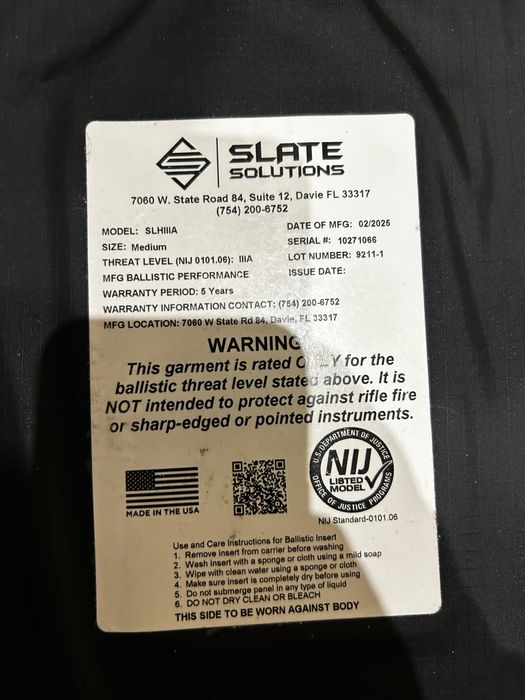 SLATE
SOLUTIONS
7060 W. State Road 84, Suite 12, Davie FL 33317
(754) 200-6752
MODEL: SLHIIIA
DATE OF MFG: 02/2025
SIZE: Medium
SERIAL #: 10271066
THREAT LEVEL (NIJ 0101.06): IIIA
LOT NUMBER: 9211-1
MFG BALLISTIC PERFORMANCE
ISSUE DATE:
WARRANTY PERIOD: 5 Years
WARRANTY INFORMATION CONTACT: (754) 200-6752
MFG LOCATION: 7060 W State Rd 84, Davie, FL 33317
WARNING
This garment is rated ONLY for the
ballistic threat level stated above. It is
NOT intended to protect against rifle fire
or sharp-edged or pointed instruments.
MADE IN THE USA
U.S. DEPARTMENT OF JUSTICE
NIJ
LISTED
MODEL
OFFICE OF JUSTICE PROGRAMS
NIJ Standard-0101.06
Use and Care Instructions for Ballistic Insert
1. Remove insert from carrier before washing
2. Wash insert with a sponge or cloth using a mild soap
3. Wipe with clean water using a sponge or cloth
4. Make sure insert is completely dry before using
5. Do not submerge panel in any type of liquid
6. DO NOT DRY CLEAN OR BLEACH
THIS SIDE TO BE WORN AGAINST BODY